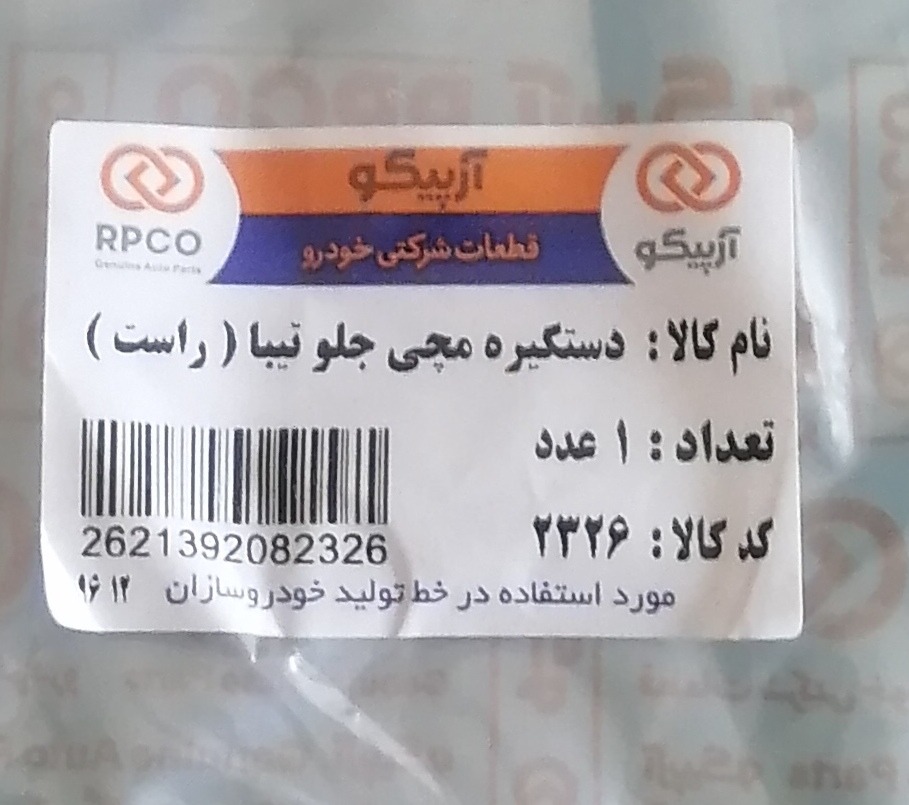 آرپیکو
قطعات شرکتی خودرو
RPCO
Genuine Auto Parts
آرپیکو
نام کالا: دستگیره مچی جلو تیبا ( راست )
تعداد : ۱ عدد
کد کالا: ۲۳۲۶
2621392082326
مورد استفاده در خط تولید خودروسازان ۹۶ ۱۲